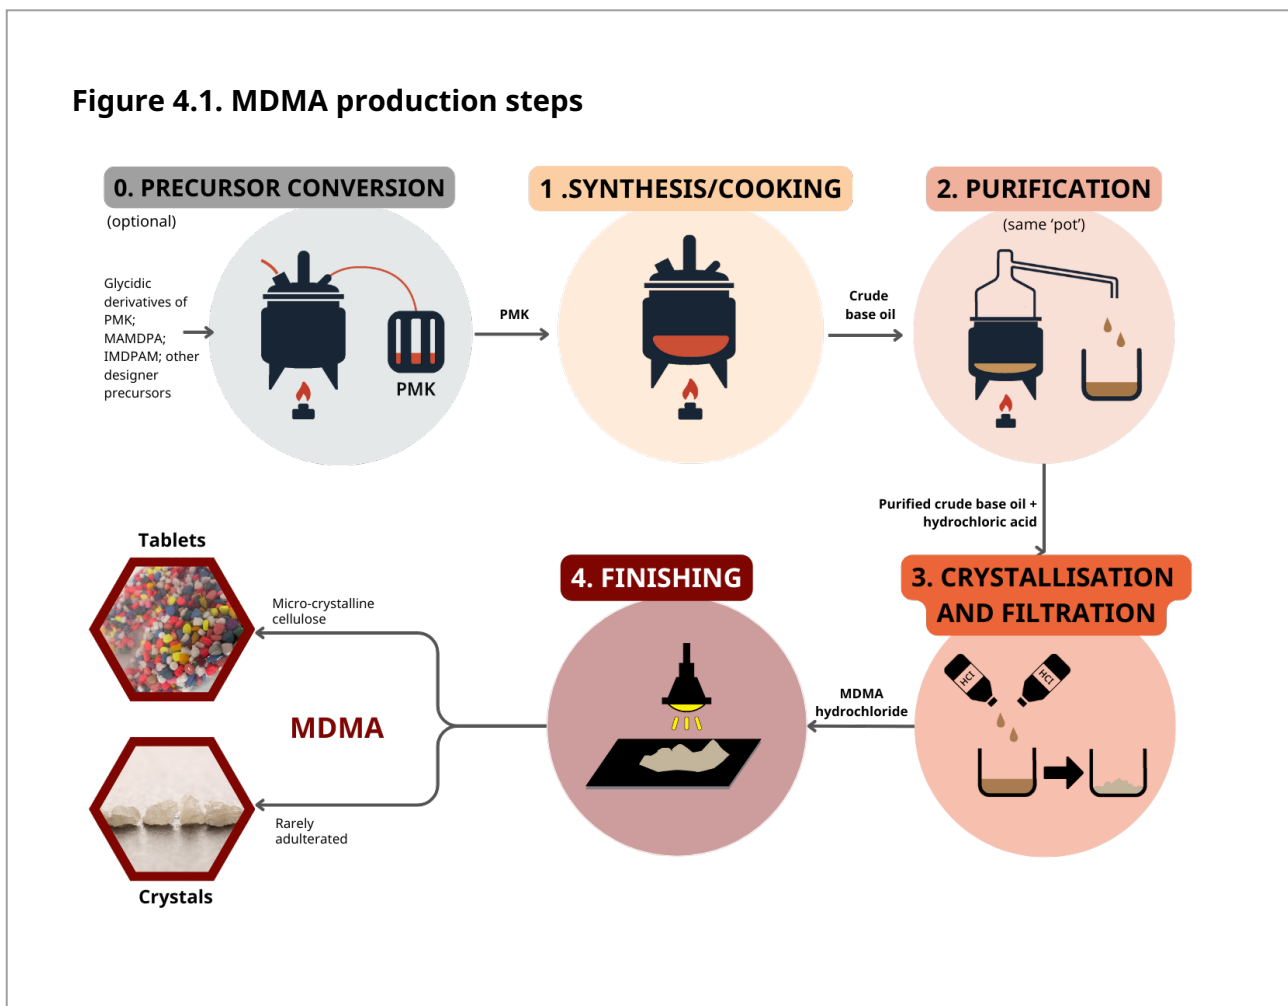 Figure 4.1. MDMA production steps
0. PRECURSOR CONVERSION
(optional)
Glycidic
derivatives of
PMK;
MAMDPA;
IMDPAM; other
designer
precursors
PMK
PMK
1 .SYNTHESIS/COOKING
Crude
base oil
2. PURIFICATION
(same ‘pot’)
Purified crude base oil +
hydrochloric acid
3. CRYSTALLISATION
AND FILTRATION
HCl
HCl
MDMA
hydrochloride
4. FINISHING
Tablets
Micro-crystalline
cellulose
MDMA
Rarely
adulterated
Crystals